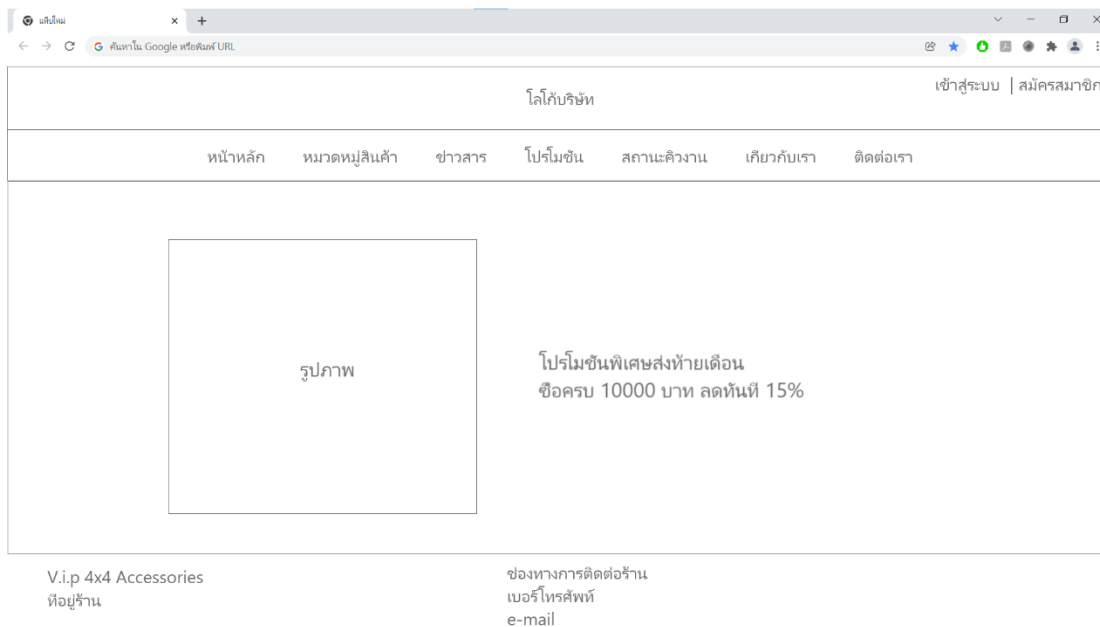 แท็บใหม่
ค้นหาใน Google หรือพิมพ์ URL
เข้าสู่ระบบ | สมัครสมาชิก
โลโก้บริษัท
หน้าหลัก หมวดหมู่สินค้า ข่าวสาร โปรโมชัน สถานะคิวงาน เกี่ยวกับเรา ติดต่อเรา
รูปภาพ
โปรโมชันพิเศษส่งท้ายเดือน
ซื้อครบ 10000 บาท ลดทันที 15%
V.i.p 4x4 Accessories
ที่อยู่ร้าน
ช่องทางการติดต่อร้าน
เบอร์โทรศัพท์
e-mail